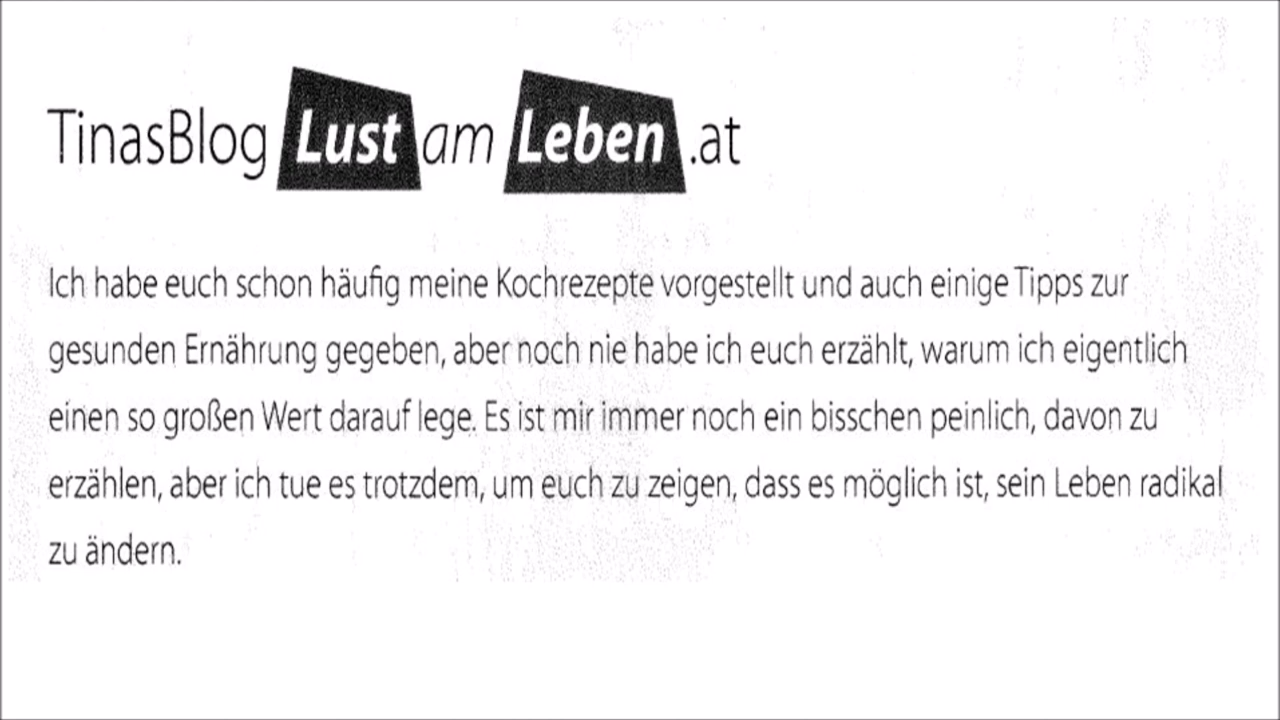 TinasBlog Lust am Leben .at
Ich habe euch schon häufig meine Kochrezepte vorgestellt und auch einige Tipps zur
gesunden Ernährung gegeben, aber noch nie habe ich euch erzählt, warum ich eigentlich
einen so großen Wert darauf lege. Es ist mir immer noch ein bisschen peinlich, davon zu
erzählen, aber ich tue es trotzdem, um euch zu zeigen, dass es möglich ist, sein Leben radikal
zu ändern.